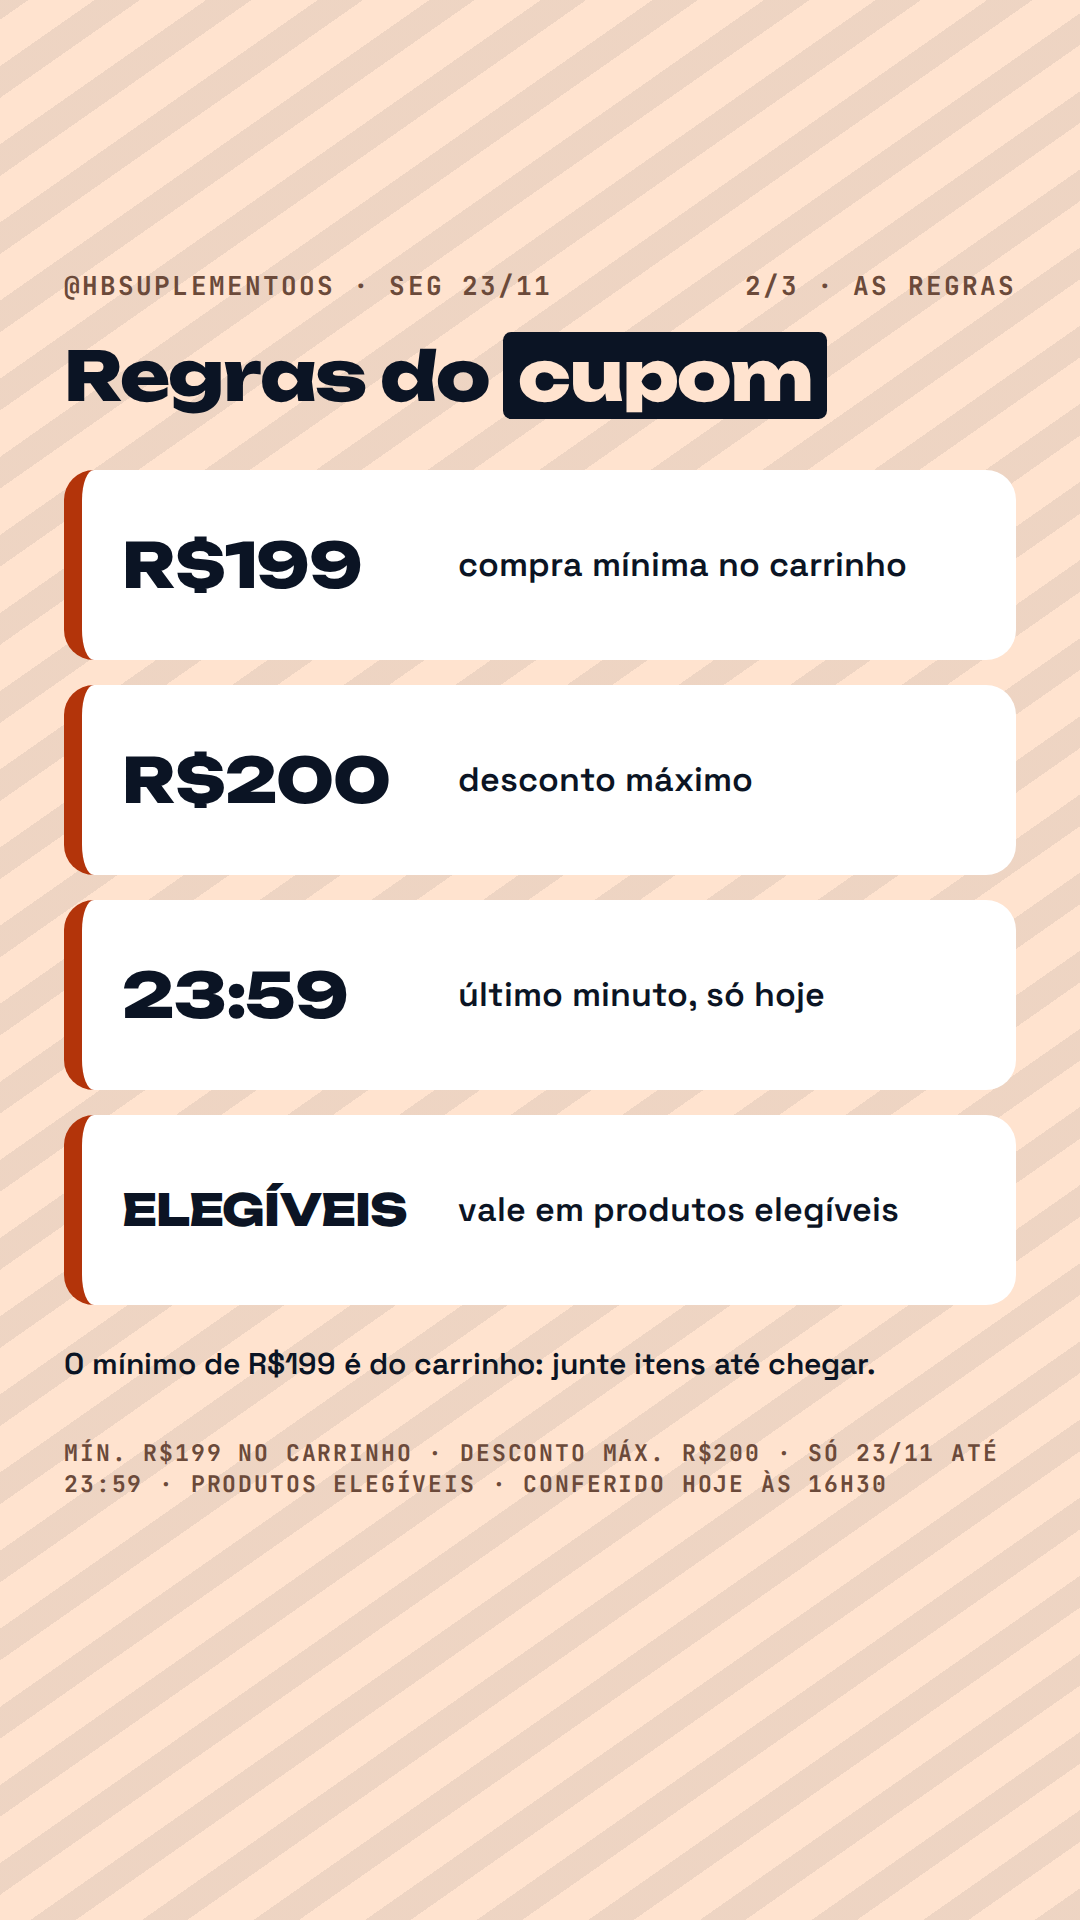 @HBSUPLEMENTOOS · SEG 23/11
2/3 · AS REGRAS
Regras do cupom
R$199
compra mínima no carrinho
R$200
desconto máximo
23:59
último minuto, só hoje
ELEGÍVEIS
vale em produtos elegíveis
O mínimo de R$199 é do carrinho: junte itens até chegar.
MÍN. R$199 NO CARRINHO · DESCONTO MÁX. R$200 · SÓ 23/11 ATÉ
23:59 · PRODUTOS ELEGÍVEIS · CONFERIDO HOJE ÀS 16H30